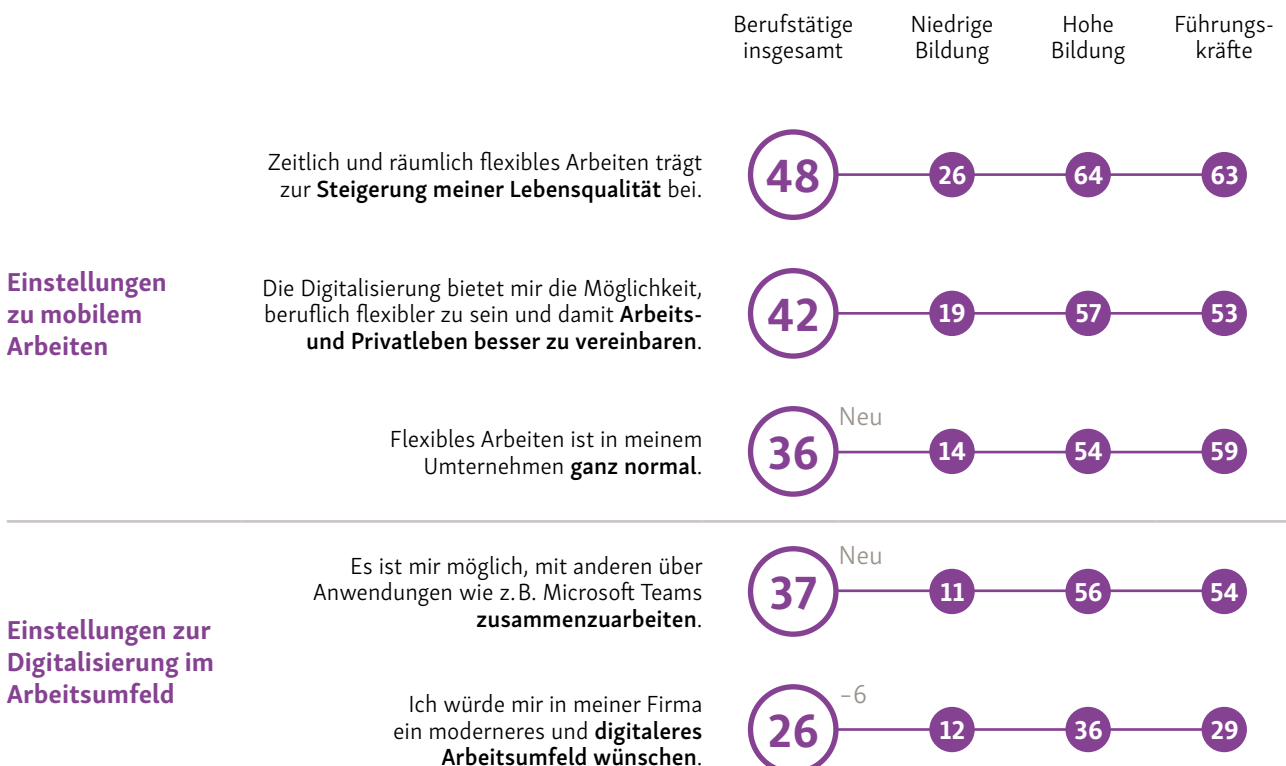 Berufstätige insgesamt
Niedrige Bildung
Hohe Bildung
Führungs-
kräfte
Einstellungen
zu mobilem
Arbeiten
Zeitlich und räumlich flexibles Arbeiten trägt
zur Steigerung meiner Lebensqualität bei.
48 26 64 63
Die Digitalisierung bietet mir die Möglichkeit,
beruflich flexibler zu sein und damit Arbeits-
und Privatleben besser zu vereinbaren.
42 19 57 53
Flexibles Arbeiten ist in meinem
Umternehmen ganz normal.
36 Neu 14 54 59
Einstellungen zur
Digitalisierung im
Arbeitsumfeld
Es ist mir möglich, mit anderen über
Anwendungen wie z. B. Microsoft Teams
zusammenzuarbeiten.
37 Neu 11 56 54
Ich würde mir in meiner Firma
ein moderneres und digitaleres
Arbeitsumfeld wünschen.
26 –6 12 36 29